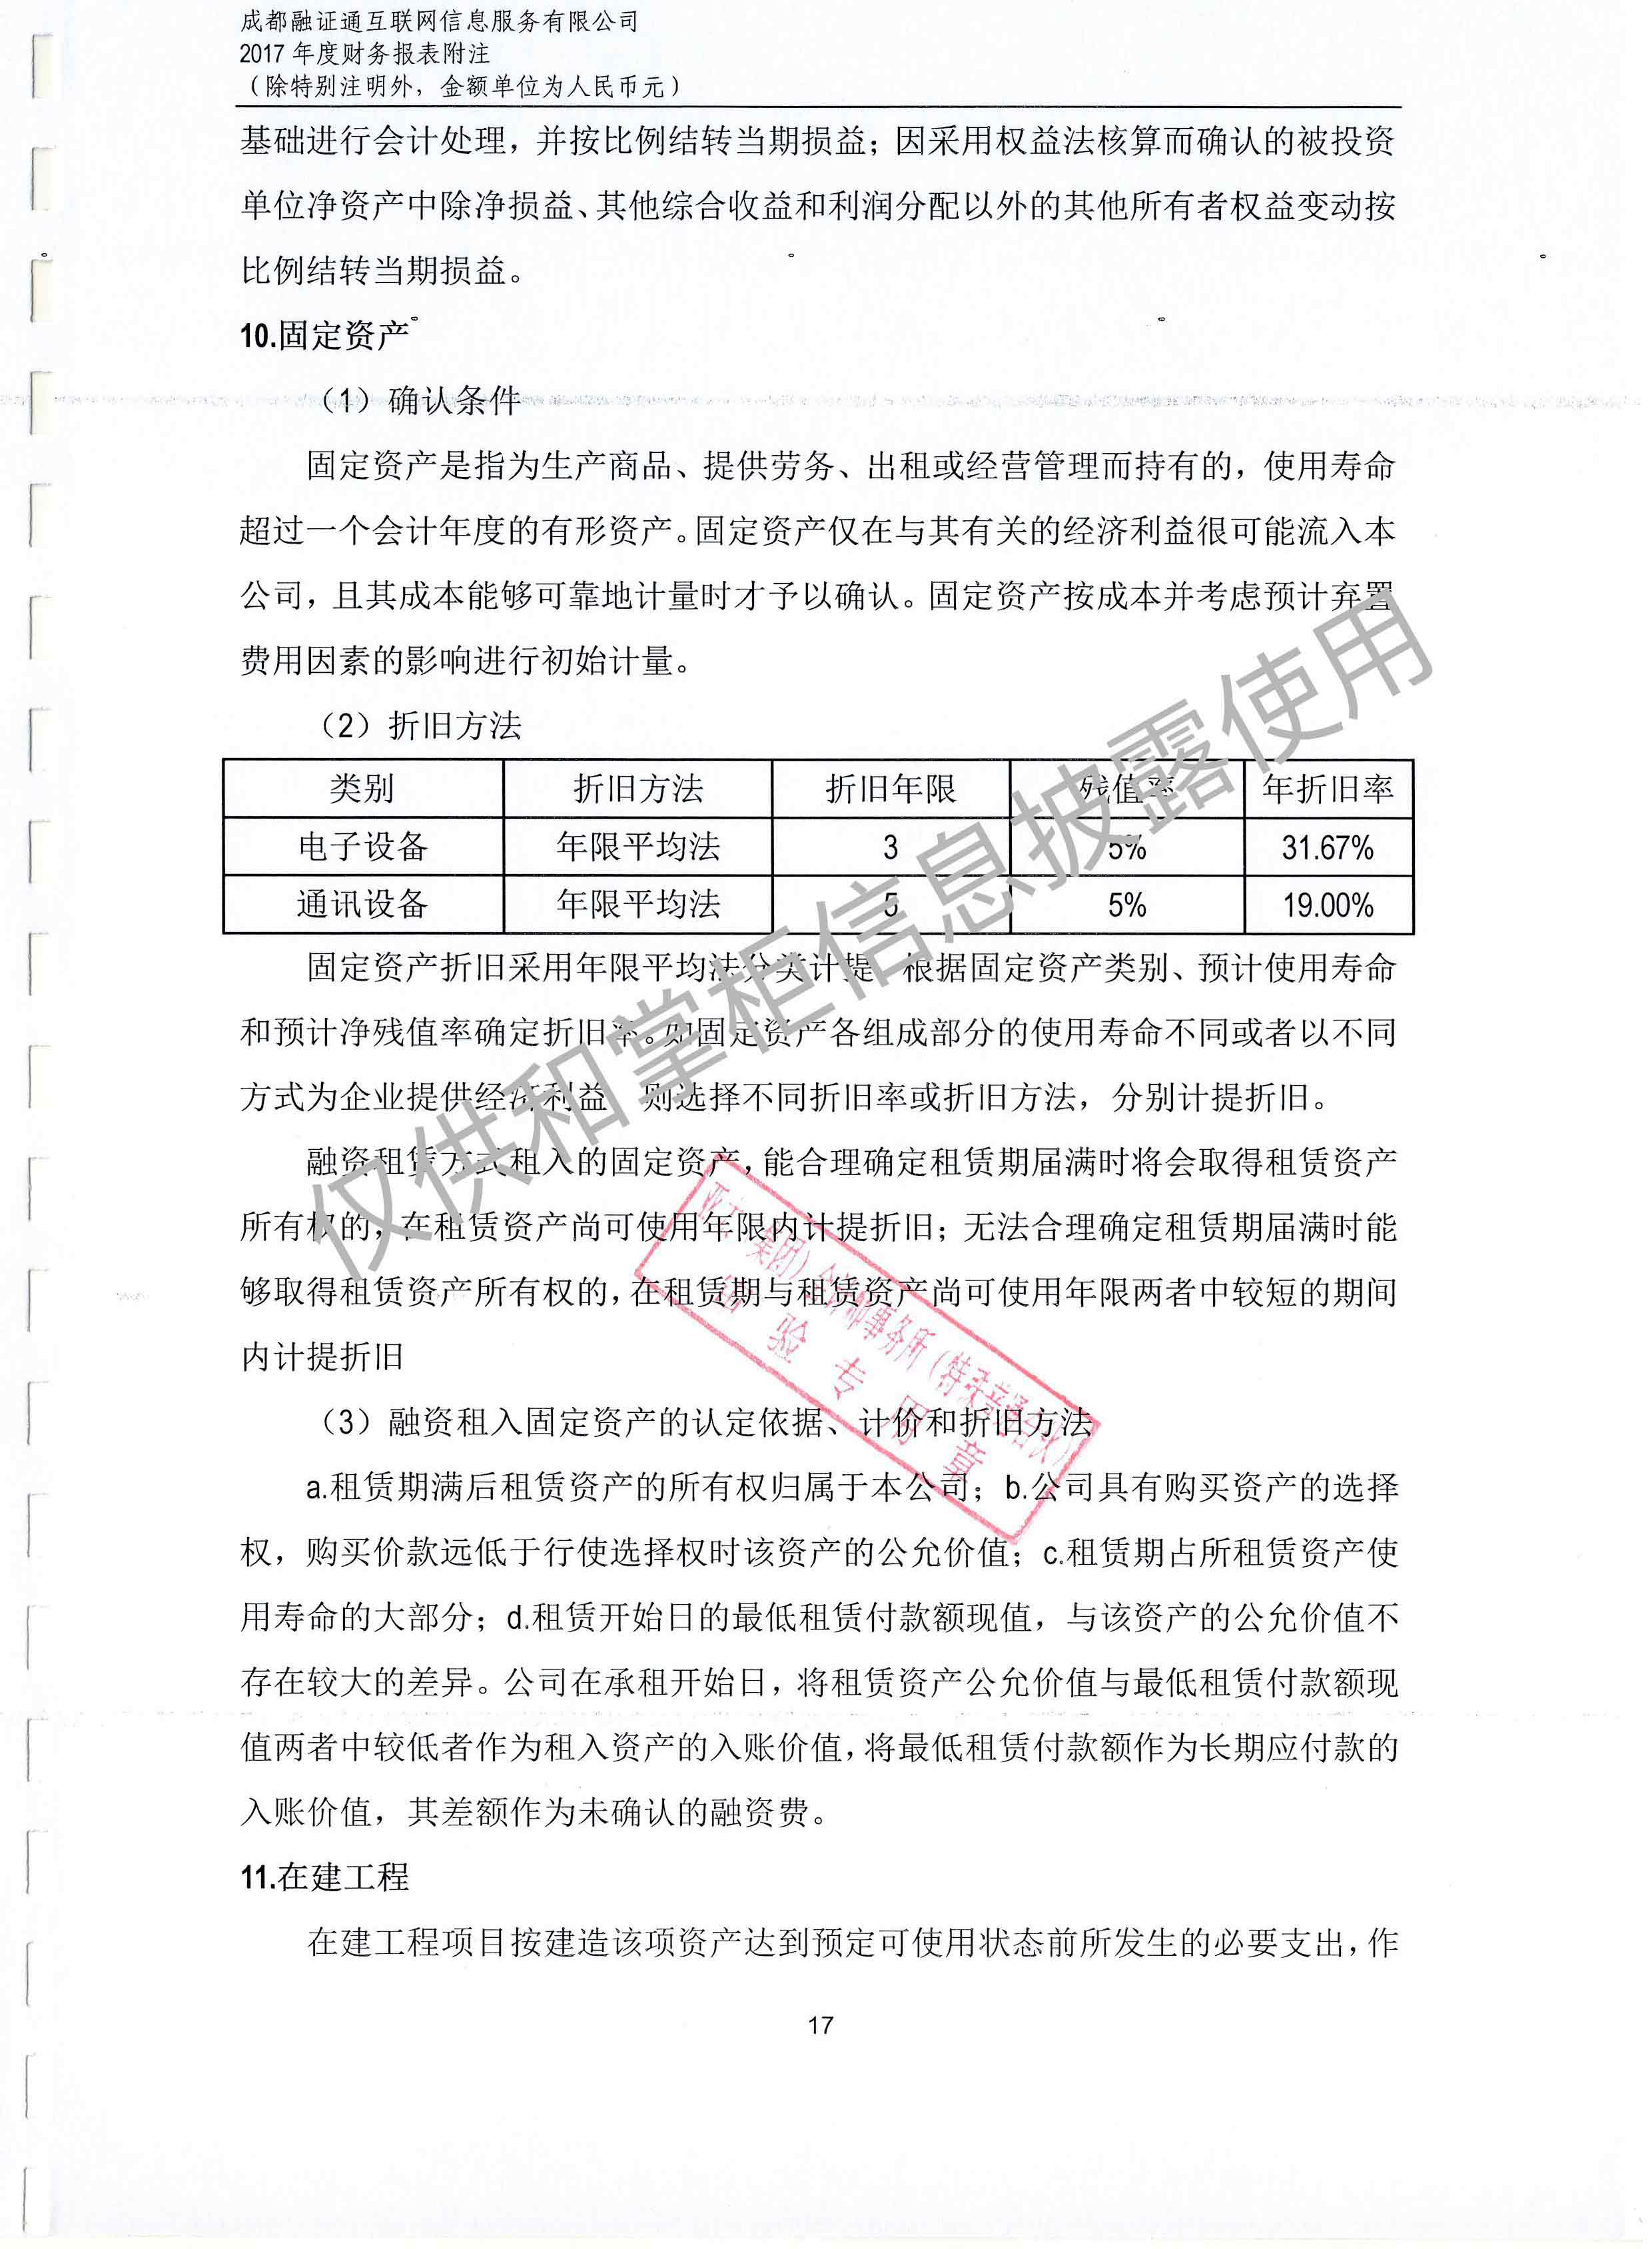 成都融证通互联网信息服务有限公司
2017 年度财务报表附注
（除特别注明外，金额单位为人民币元）
基础进行会计处理，并按比例结转当期损益；因采用权益法核算而确认的被投资
单位净资产中除净损益、其他综合收益和利润分配以外的其他所有者权益变动按
比例结转当期损益。
10.固定资产
（1）确认条件
固定资产是指为生产商品、提供劳务、出租或经营管理而持有的，使用寿命
超过一个会计年度的有形资产。固定资产仅在与其有关的经济利益很可能流入本
公司，且其成本能够可靠地计量时才予以确认。固定资产按成本并考虑预计弃置
费用因素的影响进行初始计量。
（2）折旧方法
类别 折旧方法 折旧年限 残值率 年折旧率
电子设备 年限平均法 3 5% 31.67%
通讯设备 年限平均法 5 5% 19.00%
固定资产折旧采用年限平均法分类计提，根据固定资产类别、预计使用寿命
和预计净残值率确定折旧率。如固定资产各组成部分的使用寿命不同或者以不同
方式为企业提供经济利益，则选择不同折旧率或折旧方法，分别计提折旧。
融资租赁方式租入的固定资产，能合理确定租赁期届满时将会取得租赁资产
所有权的，在租赁资产尚可使用年限内计提折旧；无法合理确定租赁期届满时能
够取得租赁资产所有权的，在租赁期与租赁资产尚可使用年限两者中较短的期间
内计提折旧
（3）融资租入固定资产的认定依据、计价和折旧方法
a.租赁期满后租赁资产的所有权归属于本公司；b.公司具有购买资产的选择
权，购买价款远低于行使选择权时该资产的公允价值；c.租赁期占所租赁资产使
用寿命的大部分；d.租赁开始日的最低租赁付款额现值，与该资产的公允价值不
存在较大的差异。公司在承租开始日，将租赁资产公允价值与最低租赁付款额现
值两者中较低者作为租入资产的入账价值，将最低租赁付款额作为长期应付款的
入账价值，其差额作为未确认的融资费。
11.在建工程
在建工程项目按建造该项资产达到预定可使用状态前所发生的必要支出，作
17
仅供和掌柜信息披露使用
（集团）会计师事务所（特殊普通合伙）
验专用章